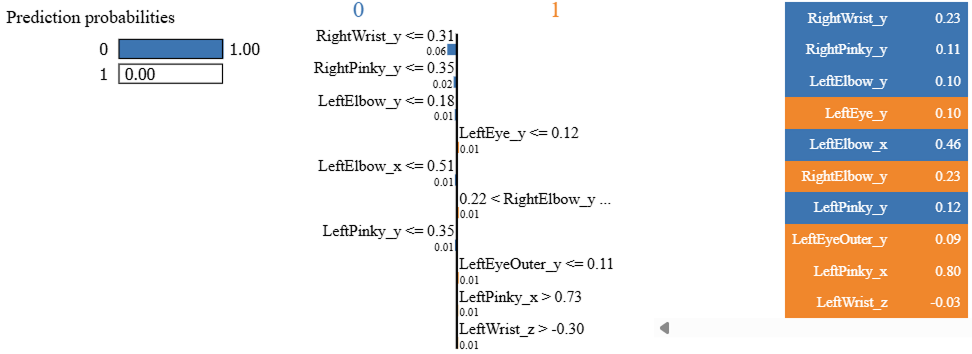 Prediction probabilities
0 1.00
1 0.00
0 1
RightWrist_y <= 0.31
0.06
RightPinky_y <= 0.35
0.02
LeftElbow_y <= 0.18
0.01
LeftEye_y <= 0.12
0.01
LeftElbow_x <= 0.51
0.01
0.22 < RightElbow_y ...
0.01
LeftPinky_y <= 0.35
0.01
LeftEyeOuter_y <= 0.11
0.01
LeftPinky_x > 0.73
0.01
LeftWrist_z > -0.30
0.01
RightWrist_y 0.23
RightPinky_y 0.11
LeftElbow_y 0.10
LeftEye_y 0.10
LeftElbow_x 0.46
RightElbow_y 0.23
LeftPinky_y 0.12
LeftEyeOuter_y 0.09
LeftPinky_x 0.80
LeftWrist_z -0.03